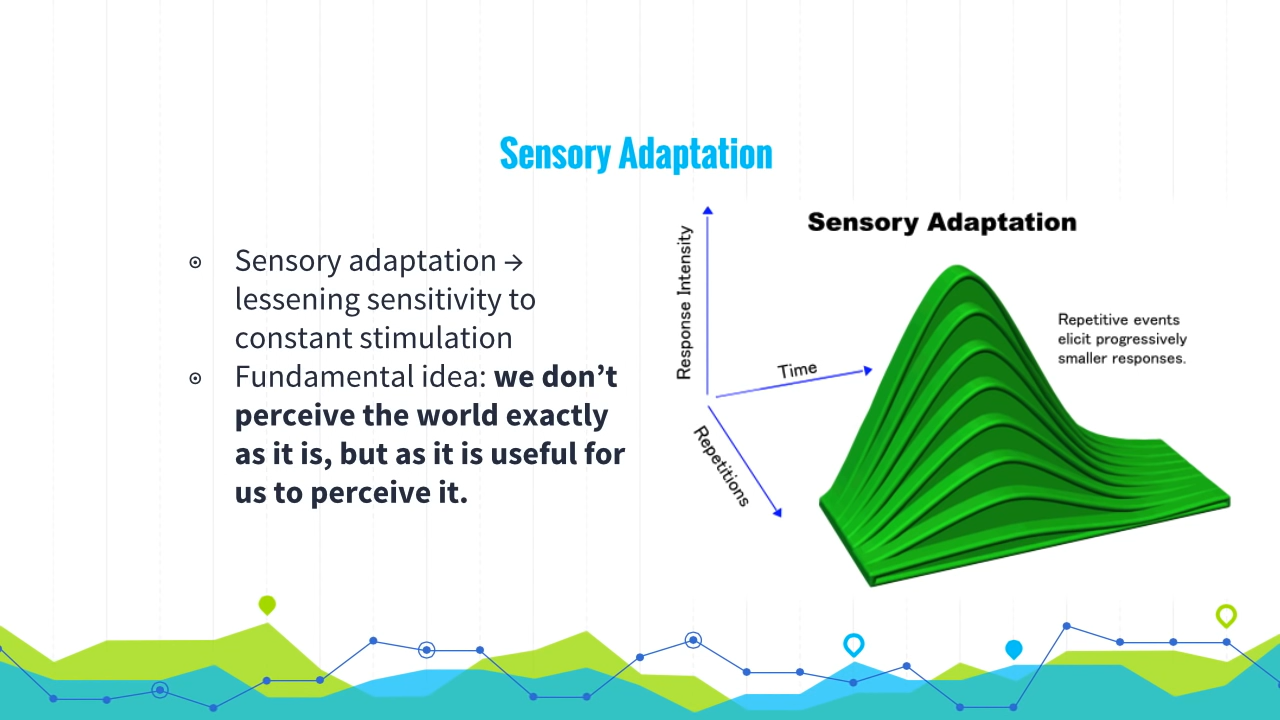 Sensory Adaptation
Sensory adaptation →
lessening sensitivity to
constant stimulation
Fundamental idea: we don’t
perceive the world exactly
as it is, but as it is useful for
us to perceive it.
Sensory Adaptation
Response Intensity
Time
Repetitions
Repetitive events
elicit progressively
smaller responses.